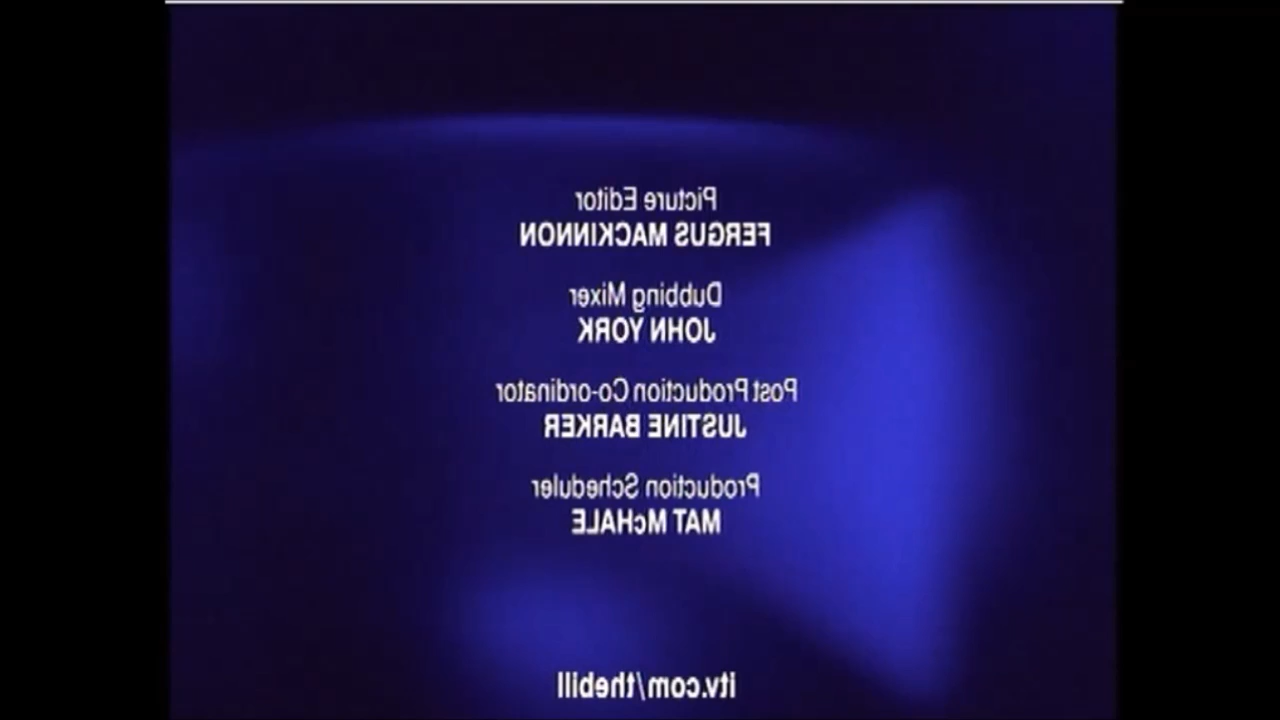 Picture Editor
FERGUS MACKINNON
Dubbing Mixer
JOHN YORK
Post Production Co-ordinator
JUSTINE BARKER
Production Scheduler
MAT McHALE
itv.com/thebill